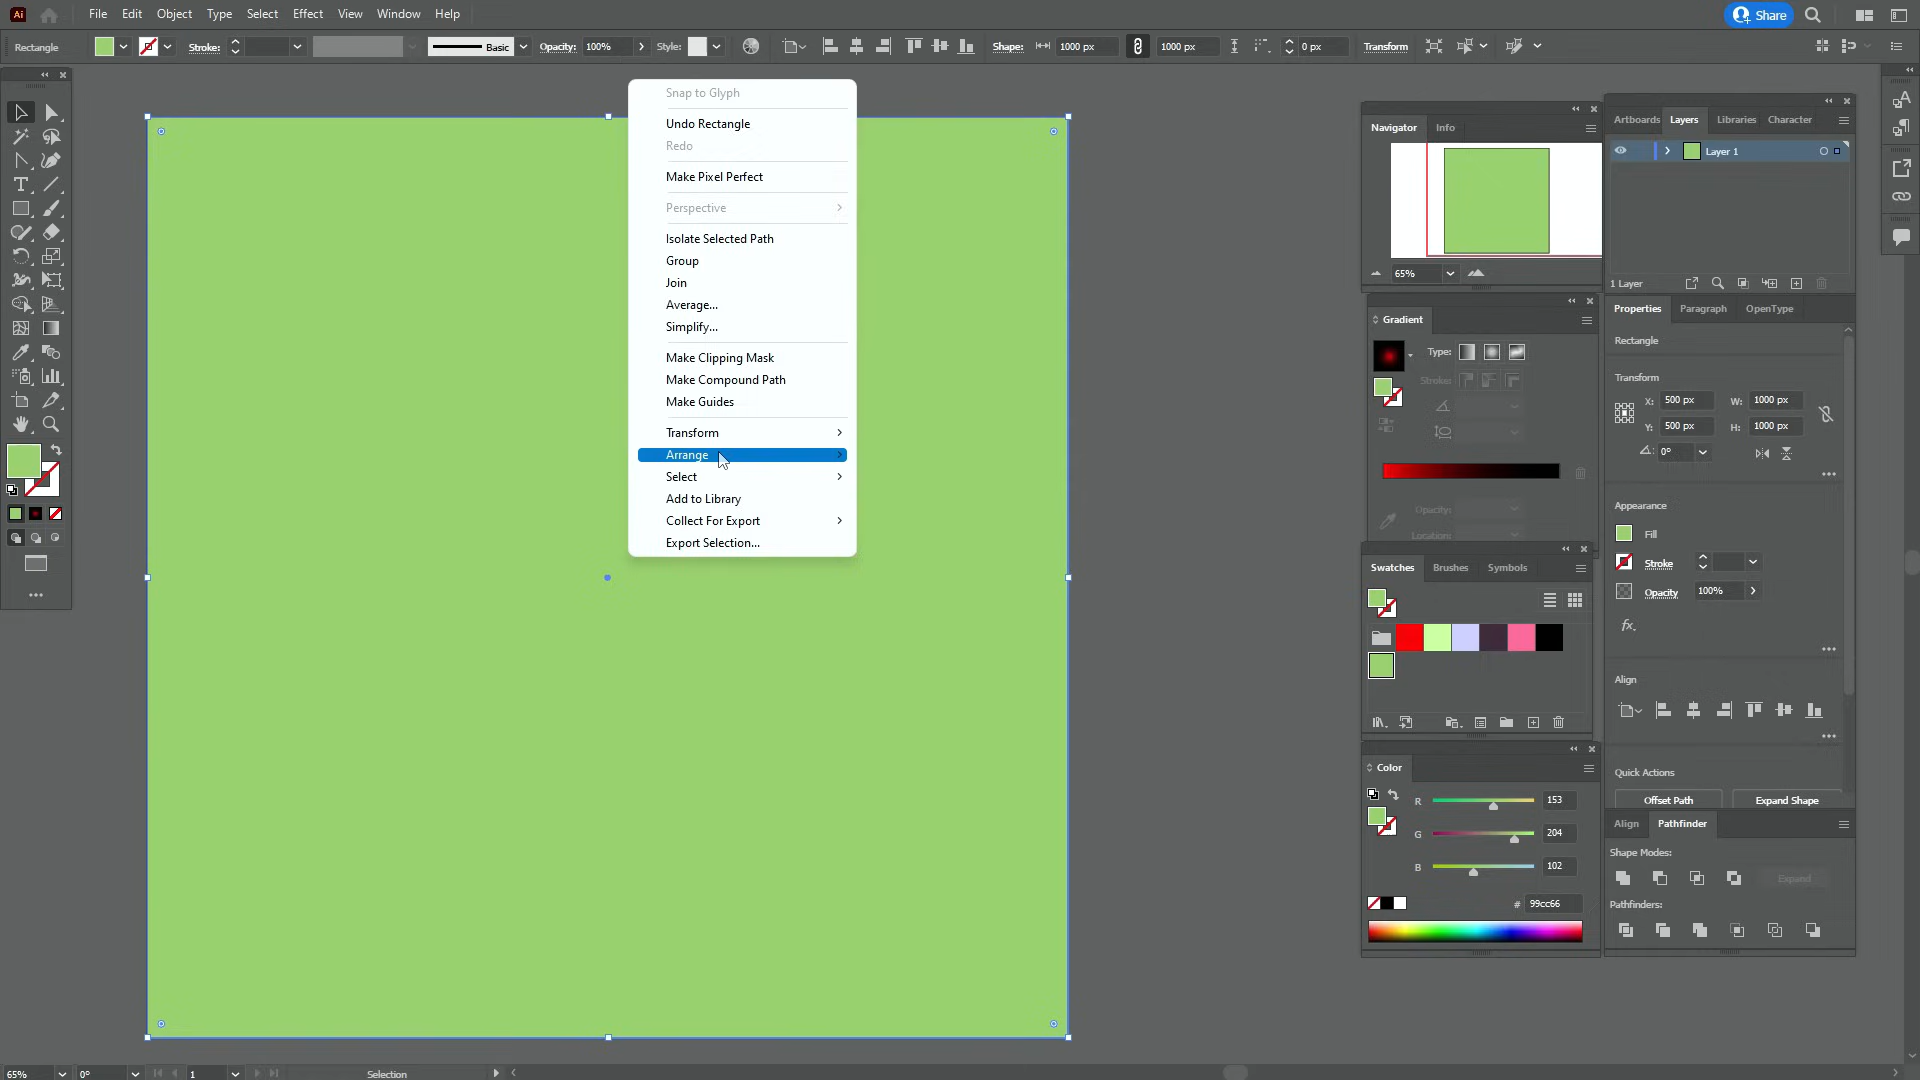 Ai File Edit Object Type Select Effect View Window Help Share
Rectangle Stroke: Basic Opacity: 100% Style: Shape: 1000 px 1000 px 0 px Transform
Snap to Glyph
Undo Rectangle
Redo
Make Pixel Perfect
Perspective
Isolate Selected Path
Group
Join
Average...
Simplify...
Make Clipping Mask
Make Compound Path
Make Guides
Transform
Arrange
Select
Add to Library
Collect For Export
Export Selection...
Navigator Info
65%
Gradient
Type:
Stroke:
Opacity:
Location:
Swatches Brushes Symbols
Color
R 153
G 204
B 102
# 99cc66
Artboards Layers Libraries Character
Layer 1
1 Layer
Properties Paragraph OpenType
Rectangle
Transform
X: 500 px W: 1000 px
Y: 500 px H: 1000 px
0°
Appearance
Fill
Stroke
Opacity 100%
fx.
Align
Quick Actions
Offset Path Expand Shape
Align Pathfinder
Shape Modes:
Expand
Pathfinders:
65% 0° 1 Selection